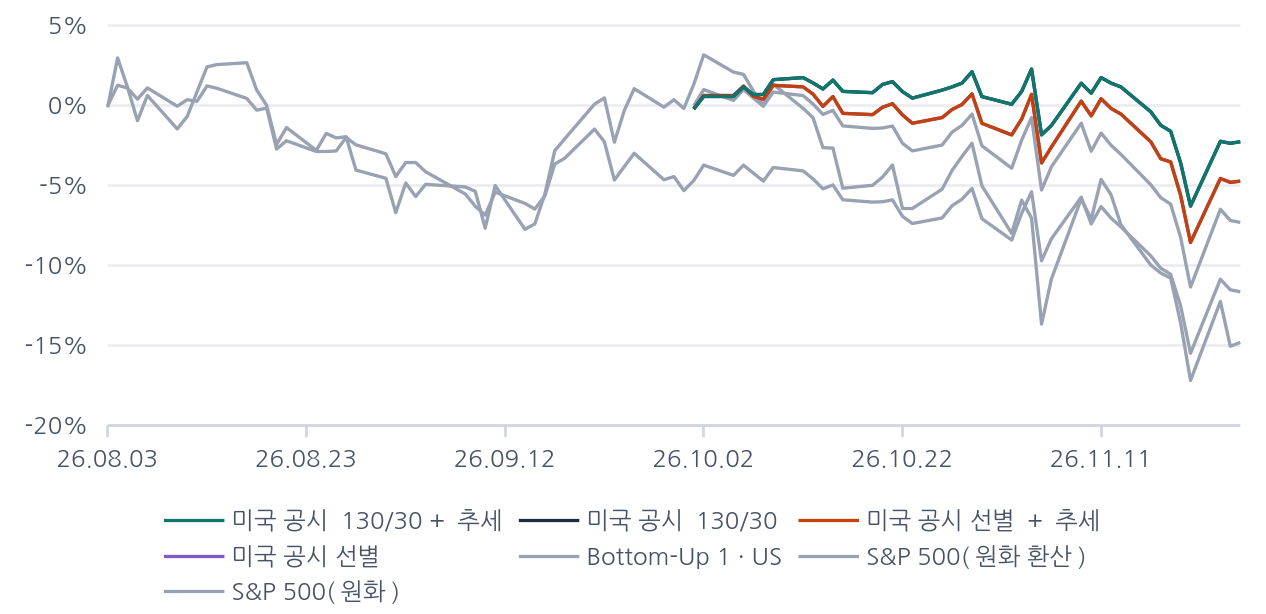 5%
0%
-5%
-10%
-15%
-20%
26.08.03 26.08.23 26.09.12 26.10.02 26.10.22 26.11.11
미국 공시 130/30 + 추세 미국 공시 130/30 미국 공시 선별 + 추세
미국 공시 선별 Bottom-Up 1 · US S&P 500(원화 환산)
S&P 500(원화)